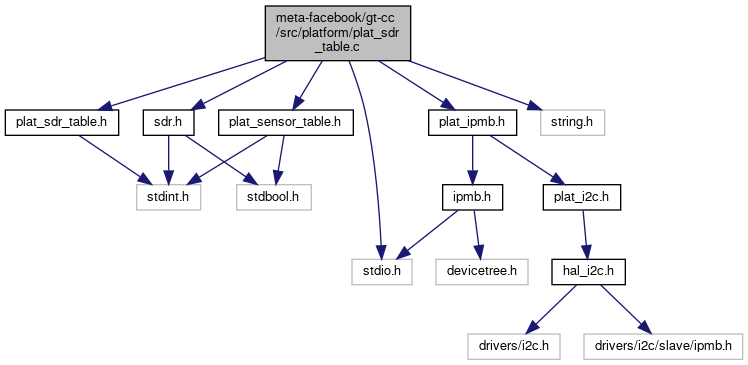 meta-facebook/gt-cc
/src/platform/plat_sdr
_table.c
plat_sdr_table.h
sdr.h
plat_sensor_table.h
plat_ipmb.h
string.h
stdint.h
stdbool.h
ipmb.h
plat_i2c.h
stdio.h
devicetree.h
hal_i2c.h
drivers/i2c.h
drivers/i2c/slave/ipmb.h